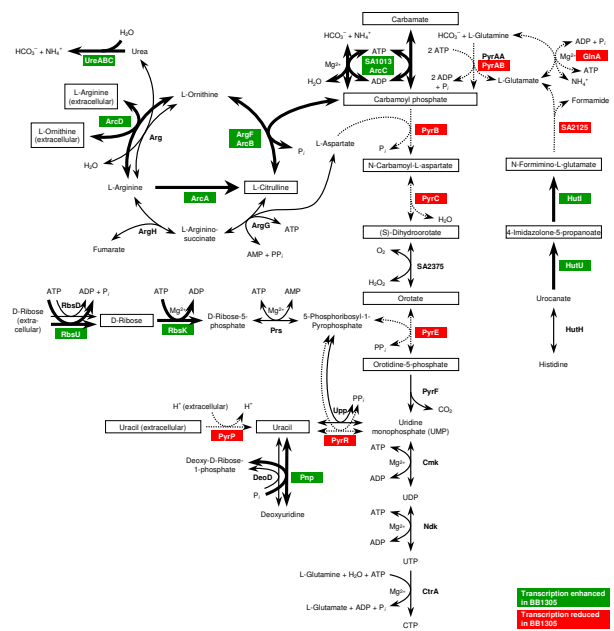 Carbamate
HCO₃⁻ + NH₄⁺
ATP
Mg²⁺
SA1013
ArcC
H₂O
ADP
HCO₃⁻ + L-Glutamine
2 ATP
PyrAA
PyrAB
2 ADP
+ Pᵢ
L-Glutamate
ADP + Pᵢ
Mg²⁺
GlnA
ATP
NH₄⁺
Formamide
SA2125
H₂O
HCO₃⁻ + NH₄⁺
Urea
UreABC
L-Arginine
(extracellular)
L-Ornithine
ArcD
L-Ornithine
(extracellular)
Arg
H₂O
ArgF
ArcB
Pᵢ
Carbamoyl phosphate
L-Aspartate
Pᵢ
PyrB
N-Carbamoyl-L-aspartate
N-Formimino-L-glutamate
L-Arginine
ArcA
L-Citrulline
PyrC
H₂O
HutI
ArgH
Fumarate
L-Arginino-
succinate
ArgG
ATP
AMP + PPᵢ
(S)-Dihydroorotate
4-Imidazolone-5-propanoate
O₂
SA2375
H₂O₂
HutU
Orotate
Urocanate
ATP
ADP + Pᵢ
RbsD
D-Ribose
(extra-
cellular)
RbsU
D-Ribose
ATP
ADP
Mg²⁺
RbsK
D-Ribose-5-
phosphate
ATP
AMP
Mg²⁺
Prs
5-Phosphoribosyl-1-
Pyrophosphate
PyrE
PPᵢ
HutH
Orotidine-5-phosphate
Histidine
PyrF
CO₂
H⁺ (extracellular)
H⁺
Uracil (extracellular)
PyrP
Uracil
Upp
PPᵢ
PyrR
Uridine
monophosphate (UMP)
Deoxy-D-Ribose-
1-phosphate
DeoD
Pnp
Pᵢ
Deoxyuridine
ATP
Mg²⁺
Cmk
ADP
UDP
ATP
Mg²⁺
Ndk
ADP
UTP
L-Glutamine + H₂O + ATP
Mg²⁺
CtrA
L-Glutamate + ADP + Pᵢ
CTP
Transcription enhanced
in BB1305
Transcription reduced
in BB1305